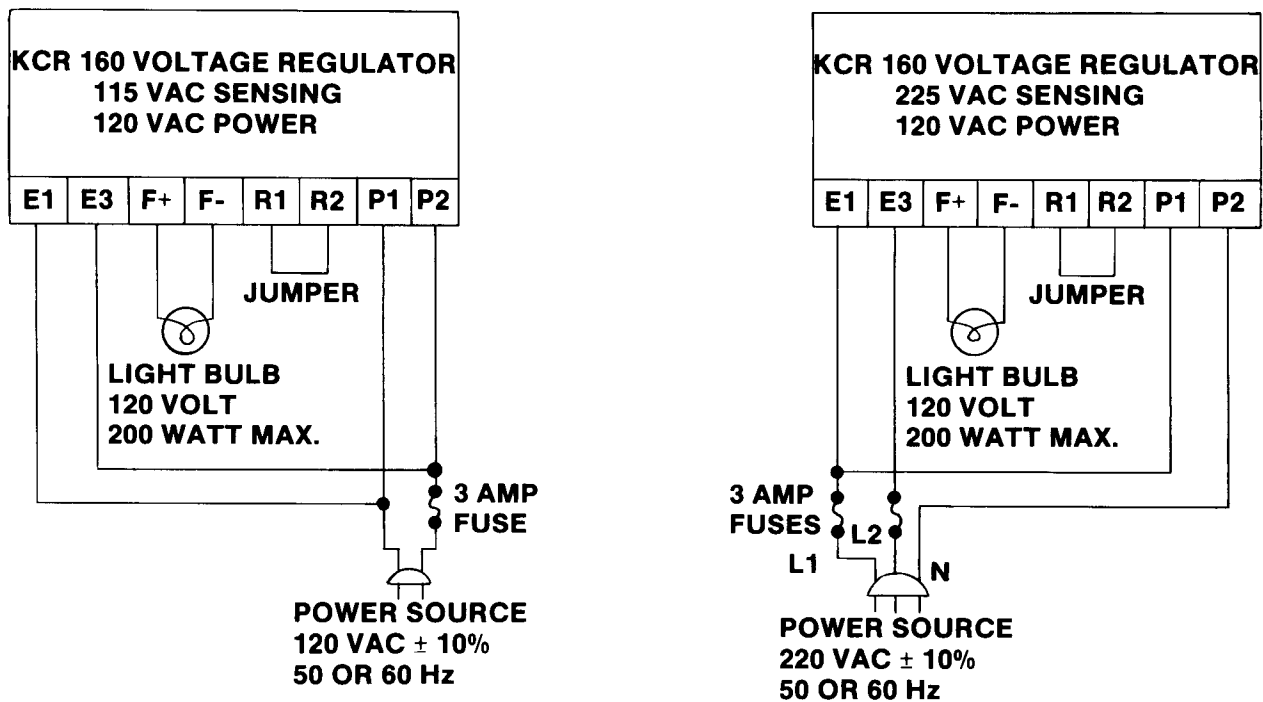 KCR 160 VOLTAGE REGULATOR
115 VAC SENSING
120 VAC POWER
E1 E3 F+ F- R1 R2 P1 P2
JUMPER
LIGHT BULB
120 VOLT
200 WATT MAX.
3 AMP
FUSE
POWER SOURCE
120 VAC ± 10%
50 OR 60 Hz
KCR 160 VOLTAGE REGULATOR
225 VAC SENSING
120 VAC POWER
E1 E3 F+ F- R1 R2 P1 P2
JUMPER
LIGHT BULB
120 VOLT
200 WATT MAX.
3 AMP
FUSES
L2
L1
N
POWER SOURCE
220 VAC ± 10%
50 OR 60 Hz